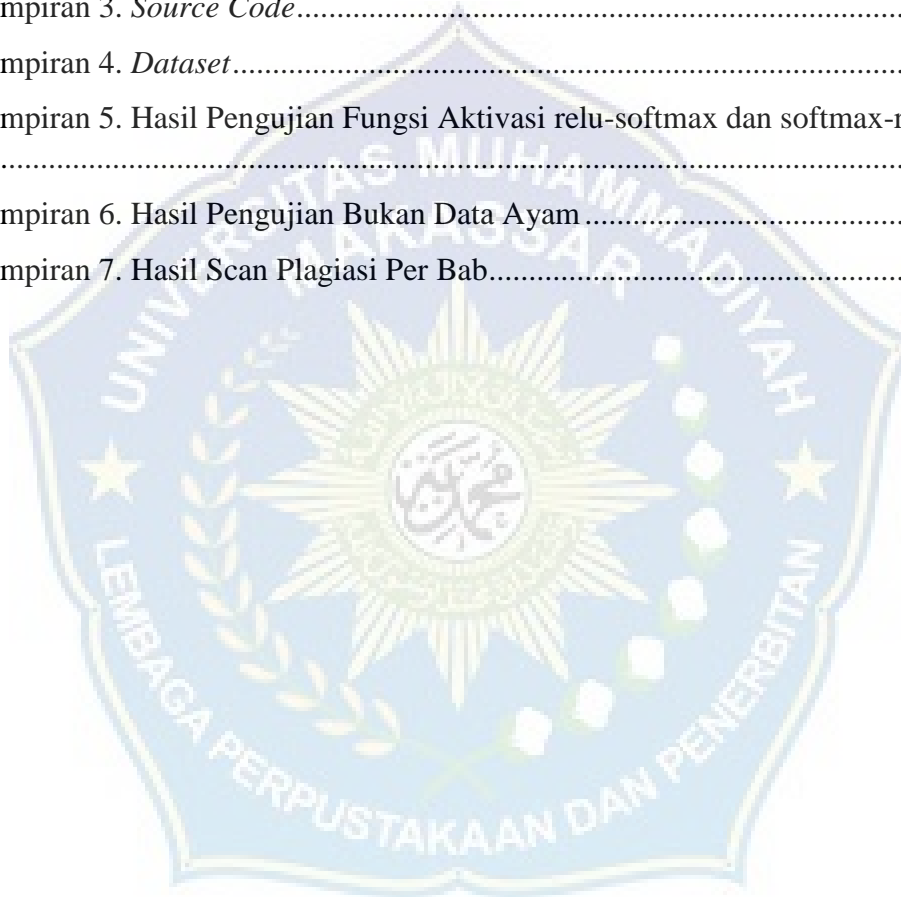 mpiran 3. Source Code....................................................................................
mpiran 4. Dataset............................................................................................
mpiran 5. Hasil Pengujian Fungsi Aktivasi relu-softmax dan softmax-r
....................................................................................................................
mpiran 6. Hasil Pengujian Bukan Data Ayam..........................................
mpiran 7. Hasil Scan Plagiasi Per Bab........................................................
UNIVERSITAS MUHAMMADIYAH
MAKASSAR
LEMBAGA PERPUSTAKAAN DAN PENERBITAN